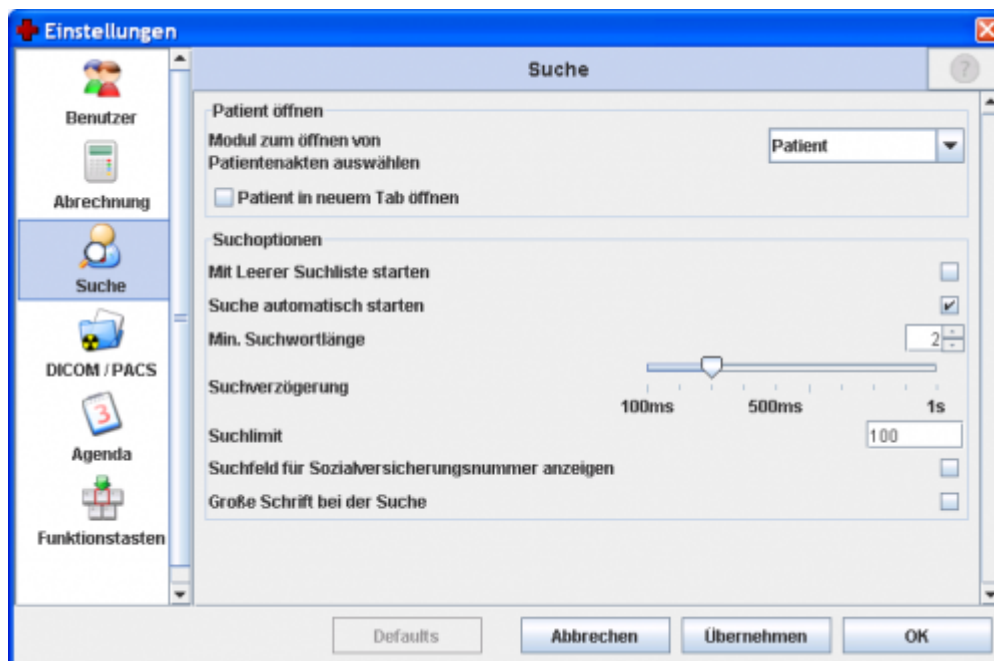 Einstellungen
Benutzer
Abrechnung
Suche
DICOM / PACS
3
Agenda
Funktionstasten
Suche
?
Patient öffnen
Modul zum öffnen von
Patientenakten auswählen
Patient
Patient in neuem Tab öffnen
Suchoptionen
Mit Leerer Suchliste starten
Suche automatisch starten
Min. Suchwortlänge
2
Suchverzögerung
100ms 500ms 1s
Suchlimit
100
Suchfeld für Sozialversicherungsnummer anzeigen
Große Schrift bei der Suche
Defaults Abbrechen Übernehmen OK